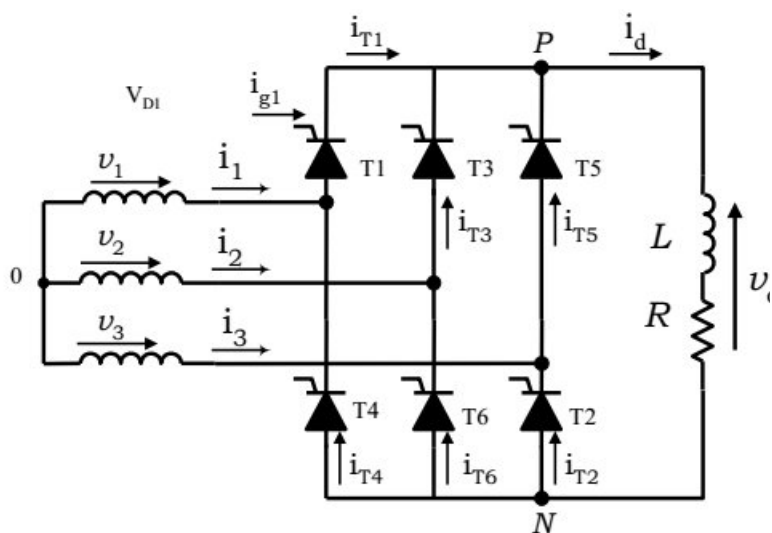 i_T1 P i_d
V_D1 i_g1
v_1 i_1 T1 T3 T5
v_2 i_2 i_T3 i_T5 L
0 v_3 i_3 R
T4 T6 T2
i_T4 i_T6 i_T2
N